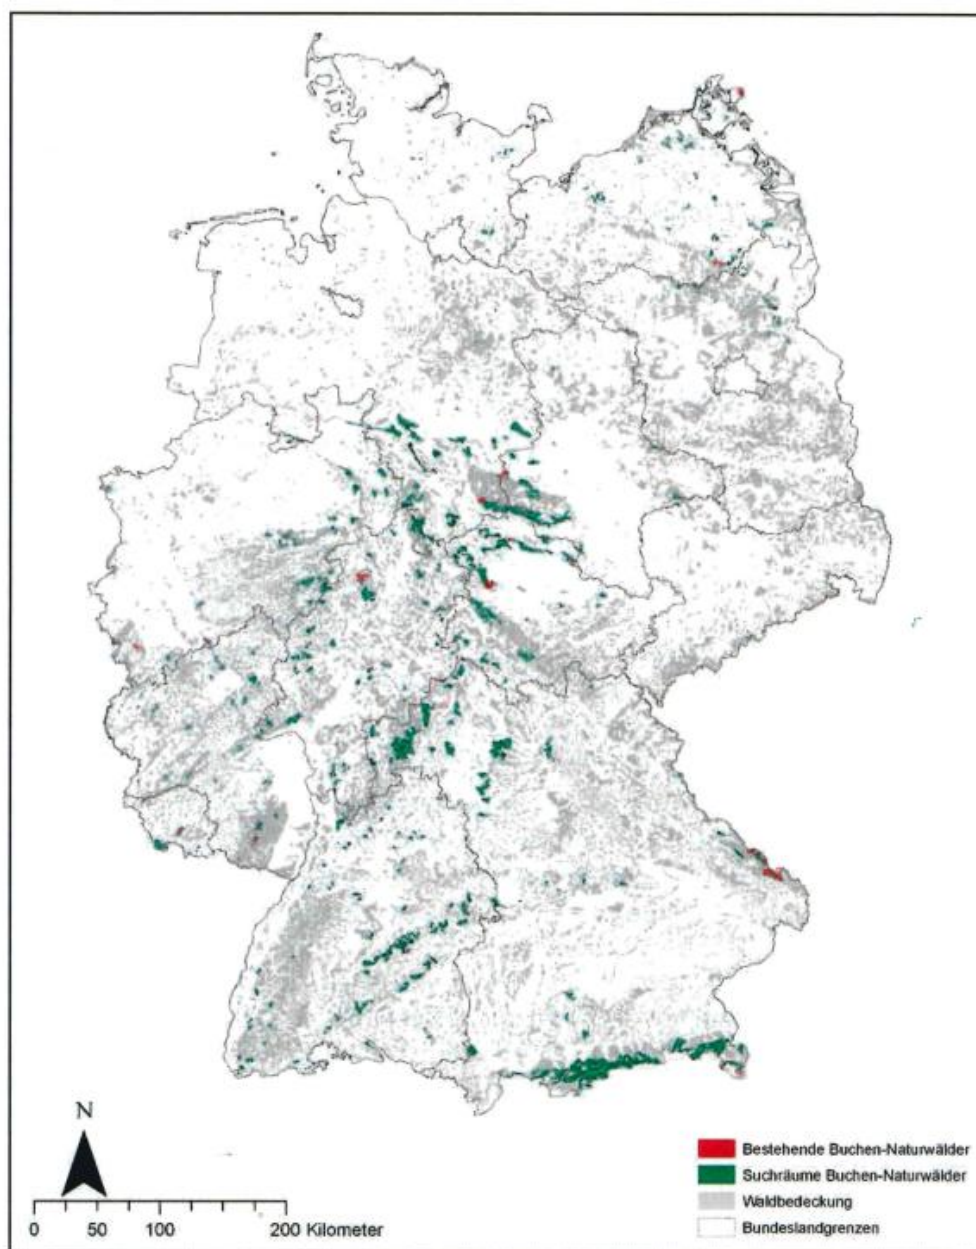 N
0 50 100 200 Kilometer
Bestehende Buchen-Naturwälder
Suchräume Buchen-Naturwälder
Waldbedeckung
Bundeslandgrenzen